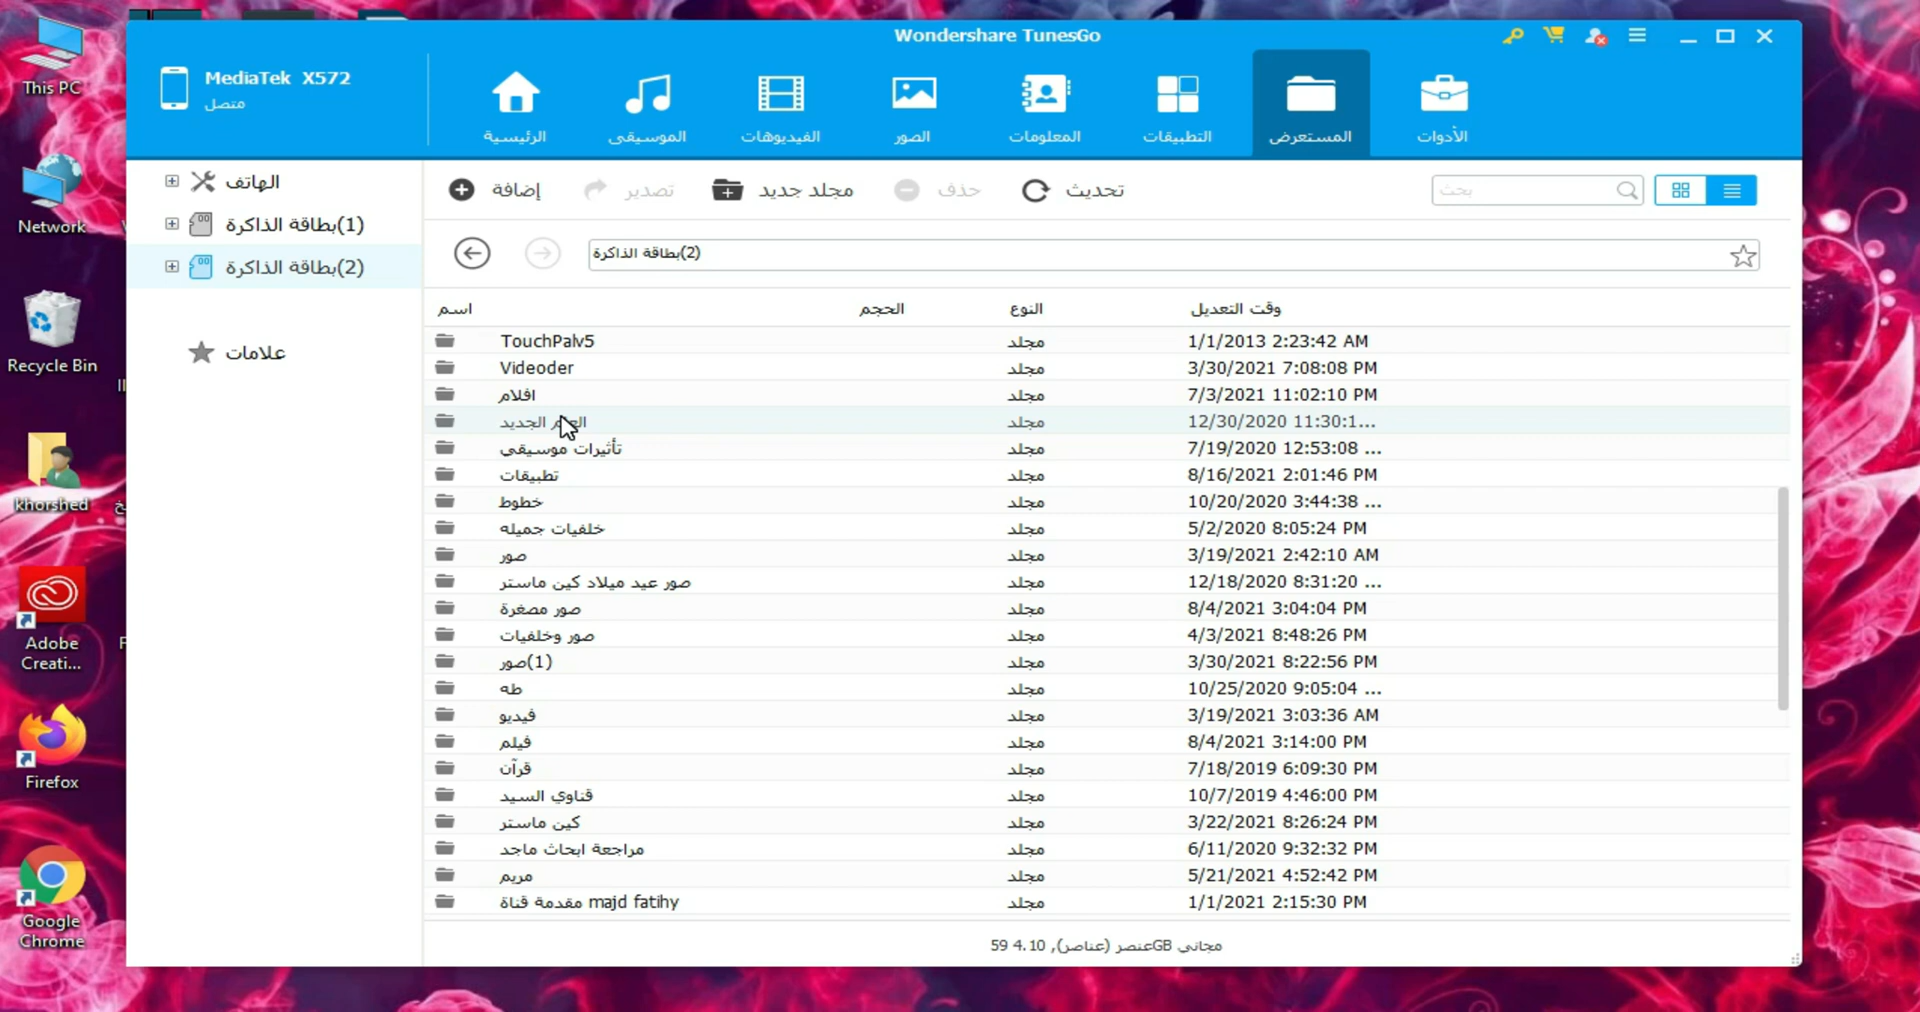 Wondershare TunesGo
MediaTek X572
متصل
الرئيسية
الموسيقى
الفيديوهات
الصور
المعلومات
التطبيقات
المستعرض
الأدوات
الهاتف
بطاقة الذاكرة(1)
بطاقة الذاكرة(2)
علامات
إضافة
تصدير
مجلد جديد
حذف
تحديث
بحث
بطاقة الذاكرة(2)
اسم الحجم النوع وقت التعديل
TouchPalv5 مجلد 1/1/2013 2:23:42 AM
Videoder مجلد 3/30/2021 7:08:08 PM
افلام مجلد 7/3/2021 11:02:10 PM
الجديد مجلد 12/30/2020 11:30:1...
تأثيرات موسيقى مجلد 7/19/2020 12:53:08 ...
تطبيقات مجلد 8/16/2021 2:01:46 PM
خطوط مجلد 10/20/2020 3:44:38 ...
خلفيات جميله مجلد 5/2/2020 8:05:24 PM
صور مجلد 3/19/2021 2:42:10 AM
صور عيد ميلاد كين ماستر مجلد 12/18/2020 8:31:20 ...
صور مصغرة مجلد 8/4/2021 3:04:04 PM
صور وخلفيات مجلد 4/3/2021 8:48:26 PM
صور(1) مجلد 3/30/2021 8:22:56 PM
طه مجلد 10/25/2020 9:05:04 ...
فيديو مجلد 3/19/2021 3:03:36 AM
فيلم مجلد 8/4/2021 3:14:00 PM
قرآن مجلد 7/18/2019 6:09:30 PM
قناوي السيد مجلد 10/7/2019 4:46:00 PM
كين ماستر مجلد 3/22/2021 8:26:24 PM
مراجعة ابحاث ماجد مجلد 6/11/2020 9:32:32 PM
مريم مجلد 5/21/2021 4:52:42 PM
مقدمة قناة majd fatihy مجلد 1/1/2021 2:15:30 PM
59 عنصر (عناصر), 4.10 GB مجاني
This PC
Network
Recycle Bin
khorshed
Adobe
Creati...
Firefox
Google
Chrome